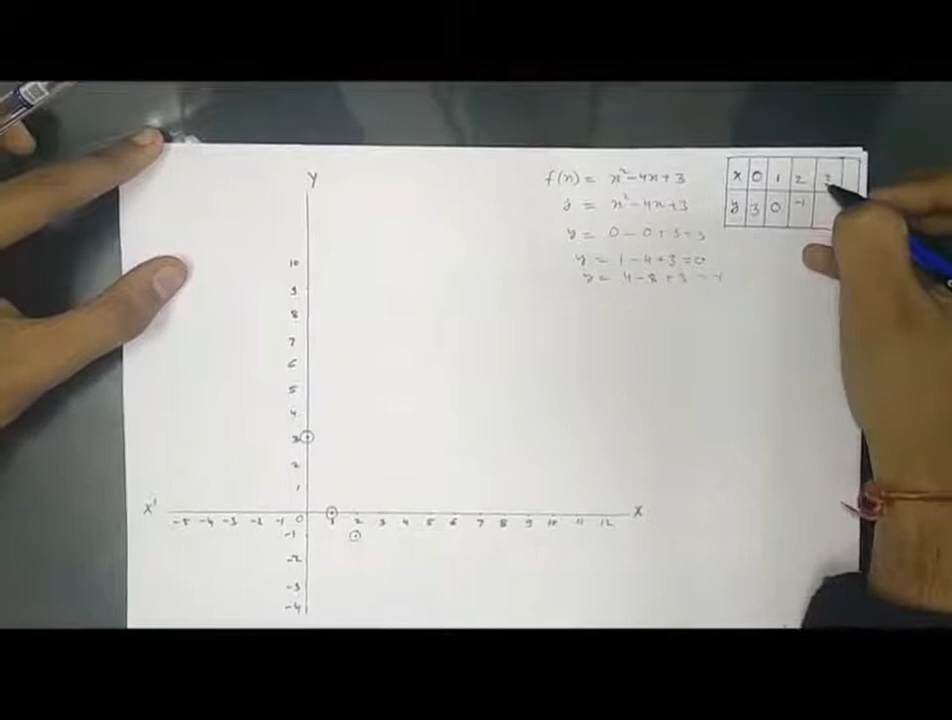 f(x) = x²-4x+3
y = x²-4x+3
y = 0-0+3=3
y = 1-4+3=0
y = 4-8+3=-1
x 0 1 2 3
y 3 0 -1
Y
10
9
8
7
6
5
4
3
2
1
X' X
-5 -4 -3 -2 -1 0 1 2 3 4 5 6 7 8 9 10 11 12
-1
-2
-3
-4